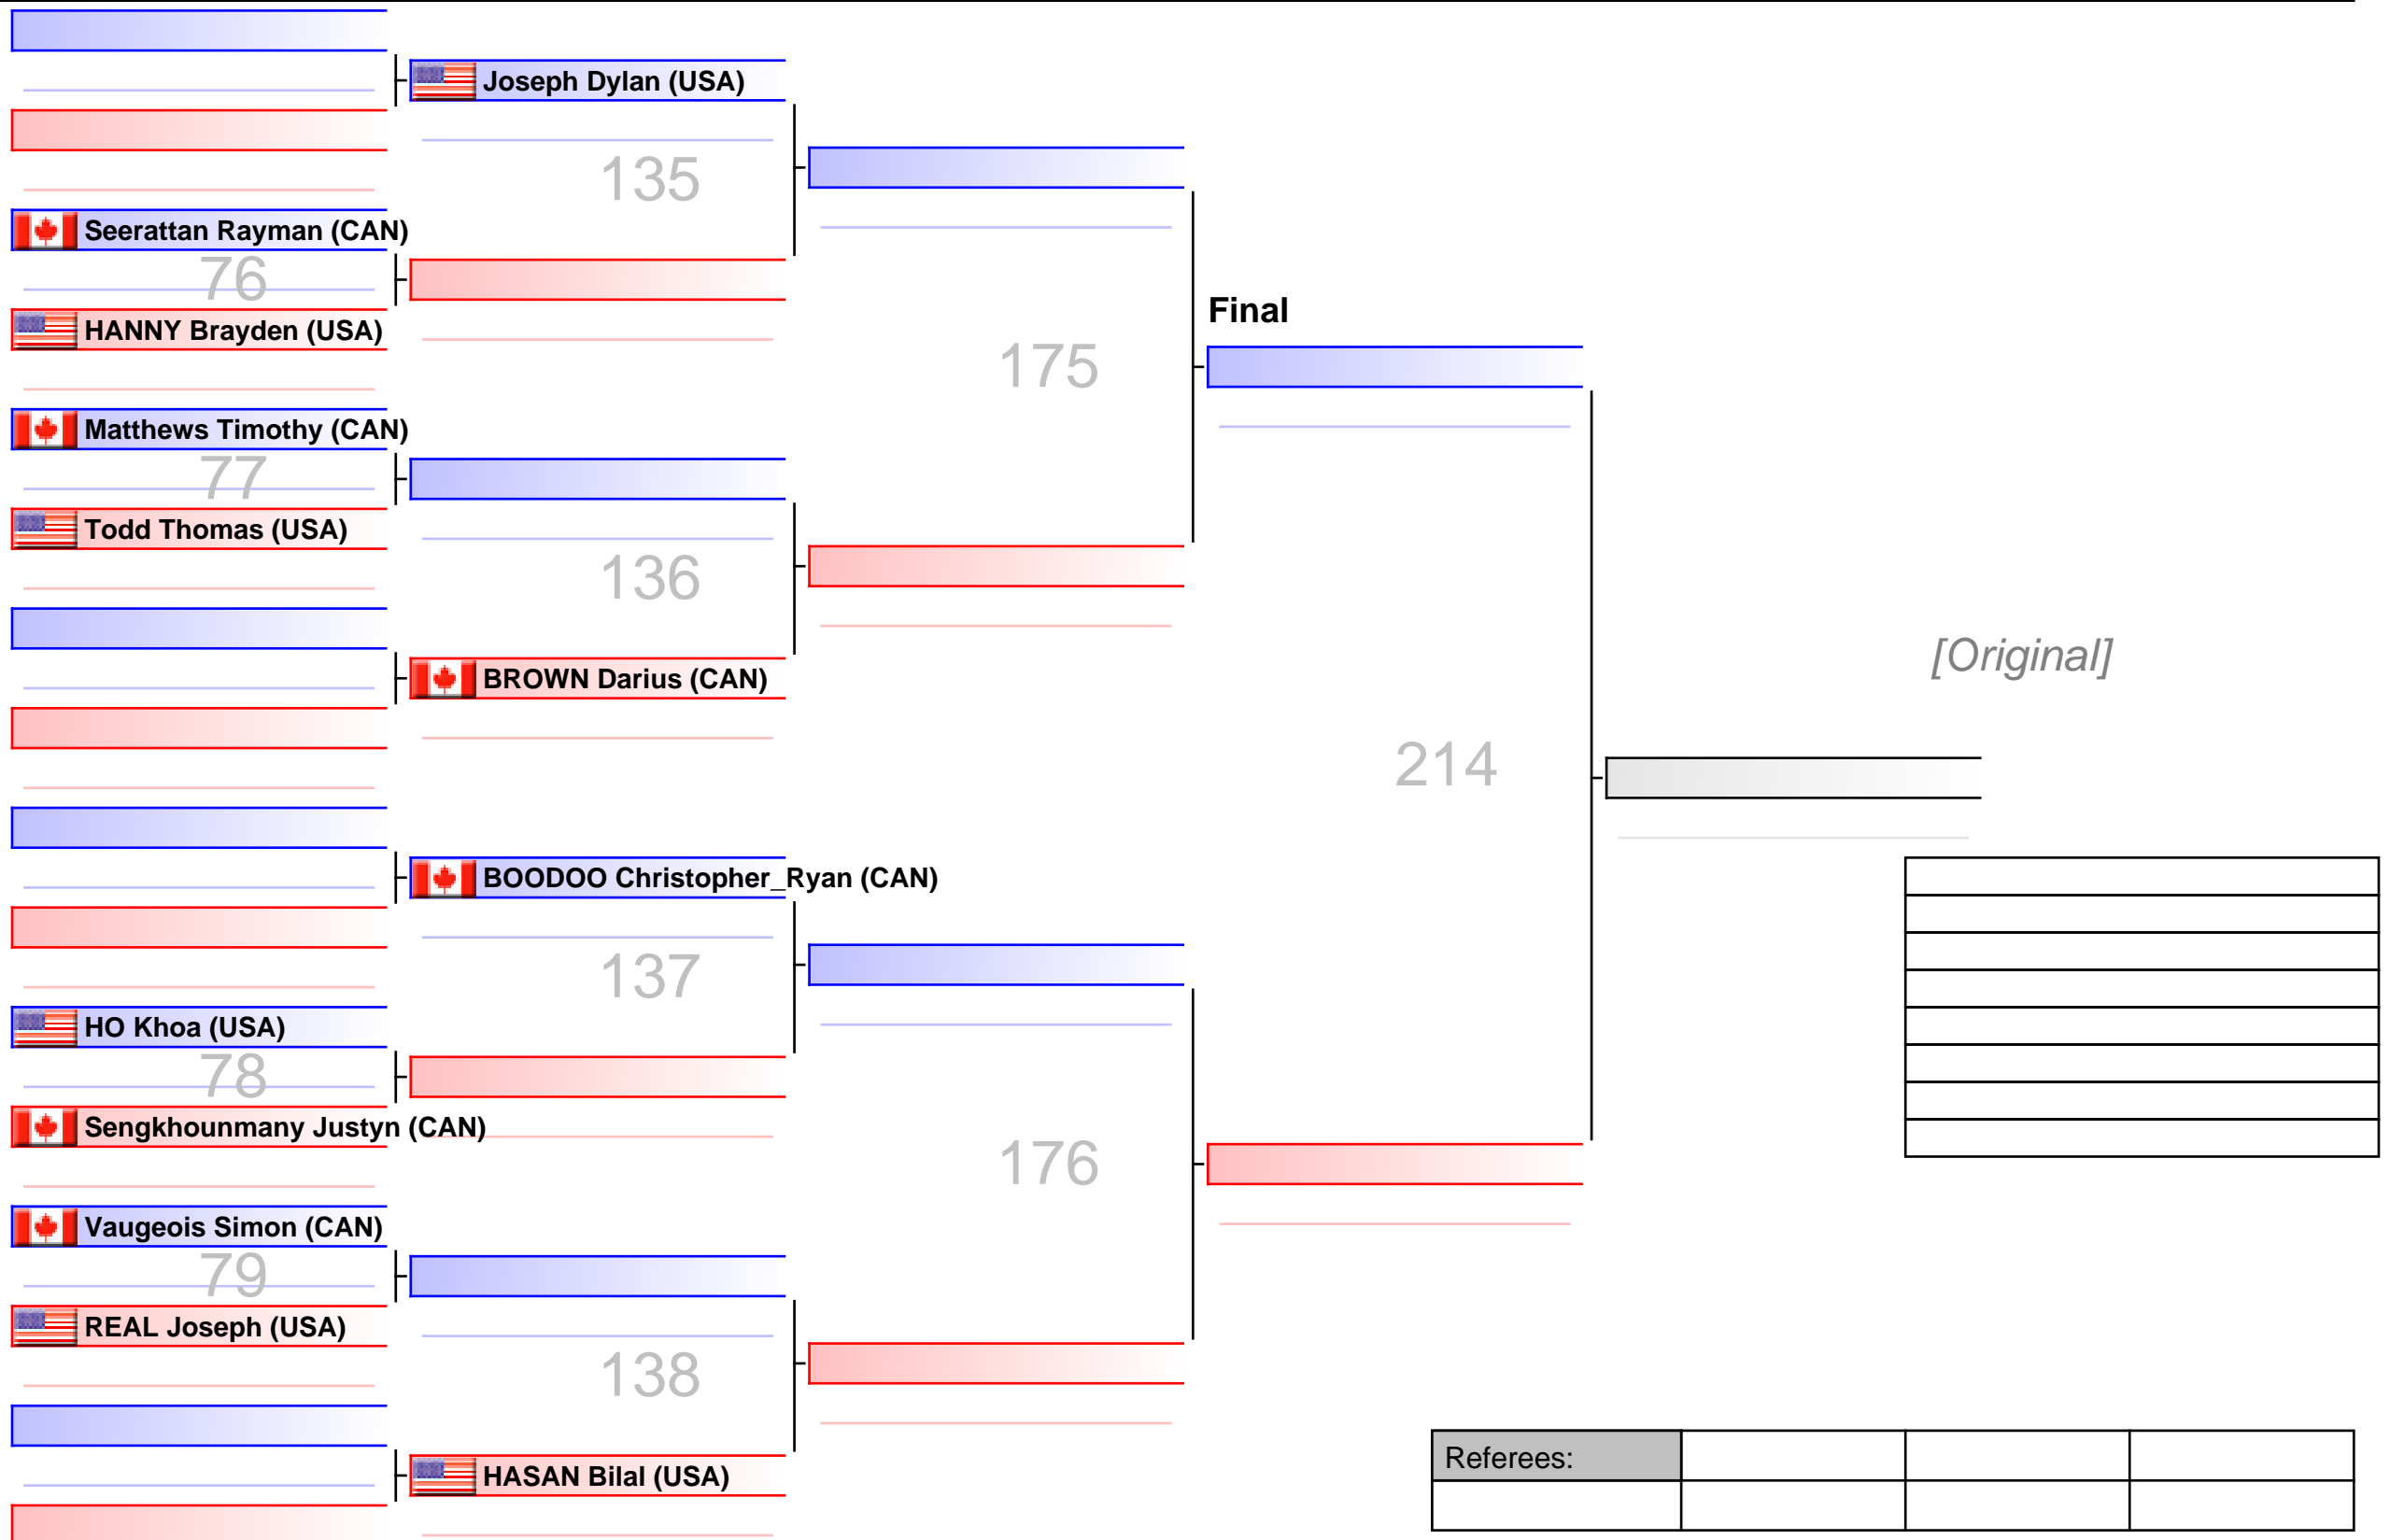 Joseph Dylan (USA)
135
Seerattan Rayman (CAN)
76
HANNY Brayden (USA)
Final
175
Matthews Timothy (CAN)
77
Todd Thomas (USA)
136
BROWN Darius (CAN)
[Original]
214
BOODOO Christopher_Ryan (CAN)
137
HO Khoa (USA)
78
Sengkhounmany Justyn (CAN)
176
Vaugeois Simon (CAN)
79
REAL Joseph (USA)
138
HASAN Bilal (USA)
Referees: